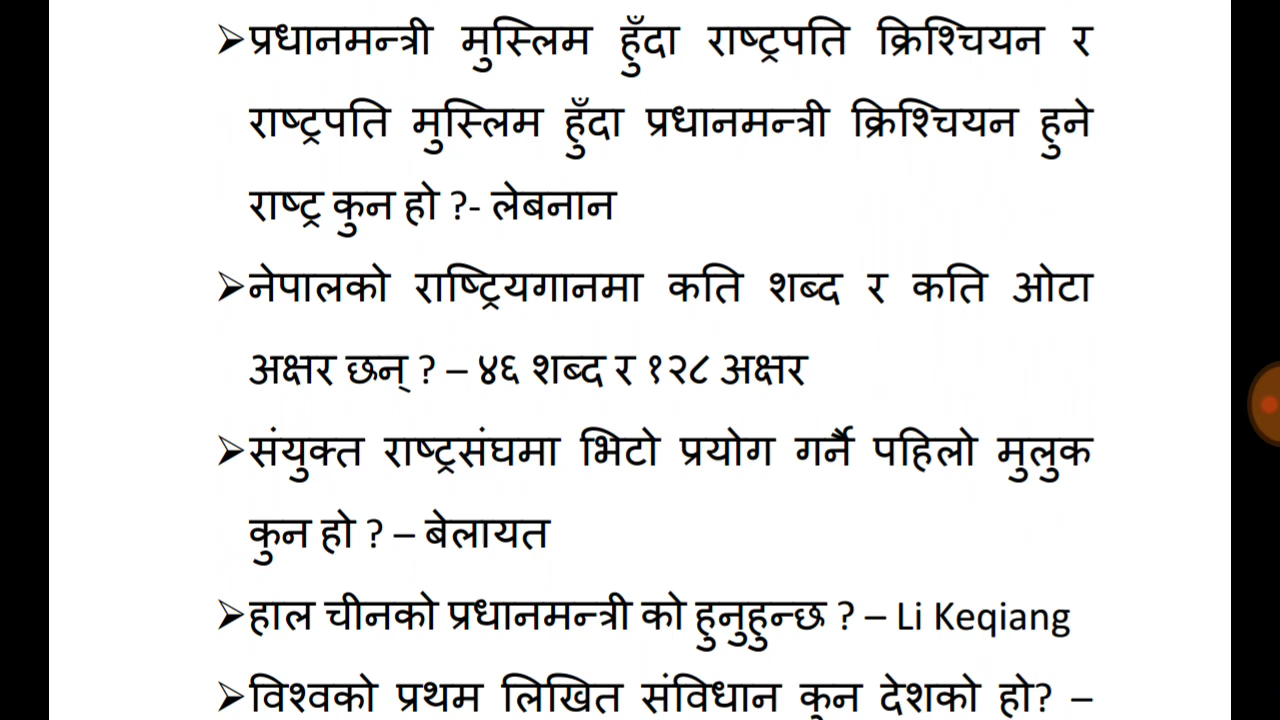 ➢प्रधानमन्त्री मुस्लिम हुँदा राष्ट्रपति क्रिश्चियन र
राष्ट्रपति मुस्लिम हुँदा प्रधानमन्त्री क्रिश्चियन हुने
राष्ट्र कुन हो ?- लेबनान
➢नेपालको राष्ट्रियगानमा कति शब्द र कति ओटा
अक्षर छन् ? – ४६ शब्द र १२८ अक्षर
➢संयुक्त राष्ट्रसंघमा भिटो प्रयोग गर्नै पहिलो मुलुक
कुन हो ? – बेलायत
➢हाल चीनको प्रधानमन्त्री को हुनुहुन्छ ? – Li Keqiang
➢विश्वको प्रथम लिखित संविधान कुन देशको हो? –